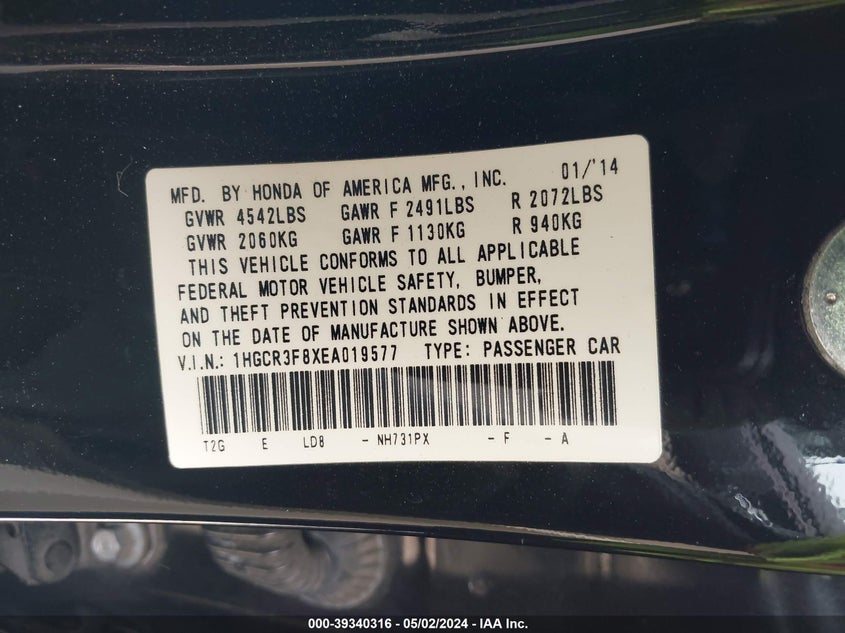 MFD. BY HONDA OF AMERICA MFG., INC. 01/'14
GVWR 4542LBS GAWR F 2491LBS R 2072LBS
GVWR 2060KG GAWR F 1130KG R 940KG
THIS VEHICLE CONFORMS TO ALL APPLICABLE
FEDERAL MOTOR VEHICLE SAFETY, BUMPER,
AND THEFT PREVENTION STANDARDS IN EFFECT
ON THE DATE OF MANUFACTURE SHOWN ABOVE.
V.I.N.: 1HGCR3F8XEA019577 TYPE: PASSENGER CAR
T2G E LD8 - NH731PX - F - A
000-39340316 - 05/02/2024 - IAA Inc.